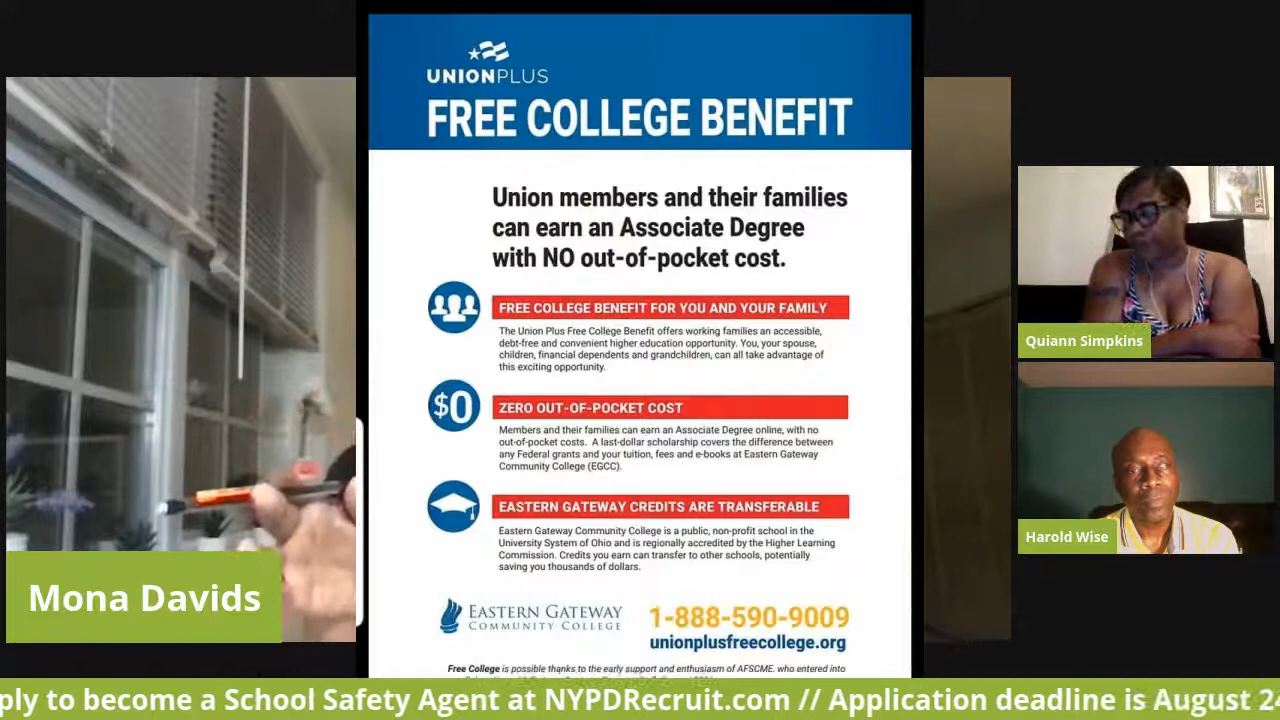 UNIONPLUS
FREE COLLEGE BENEFIT
Union members and their families
can earn an Associate Degree
with NO out-of-pocket cost.
FREE COLLEGE BENEFIT FOR YOU AND YOUR FAMILY
The Union Plus Free College Benefit offers working families an accessible,
debt-free and convenient higher education opportunity. You, your spouse,
children, financial dependents and grandchildren, can all take advantage of
this exciting opportunity.
$0
ZERO OUT-OF-POCKET COST
Members and their families can earn an Associate Degree online, with no
out-of-pocket costs. A last-dollar scholarship covers the difference between
any Federal grants and your tuition, fees and e-books at Eastern Gateway
Community College (EGCC).
EASTERN GATEWAY CREDITS ARE TRANSFERABLE
Eastern Gateway Community College is a public, non-profit school in the
University System of Ohio and is regionally accredited by the Higher Learning
Commission. Credits you earn can transfer to other schools, potentially
saving you thousands of dollars.
EASTERN GATEWAY
COMMUNITY COLLEGE
1-888-590-9009
unionplusfreecollege.org
Free College is possible thanks to the early support and enthusiasm of AFSCME, who entered into
Mona Davids
Quiann Simpkins
Harold Wise
ply to become a School Safety Agent at NYPDRecruit.com // Application deadline is August 2